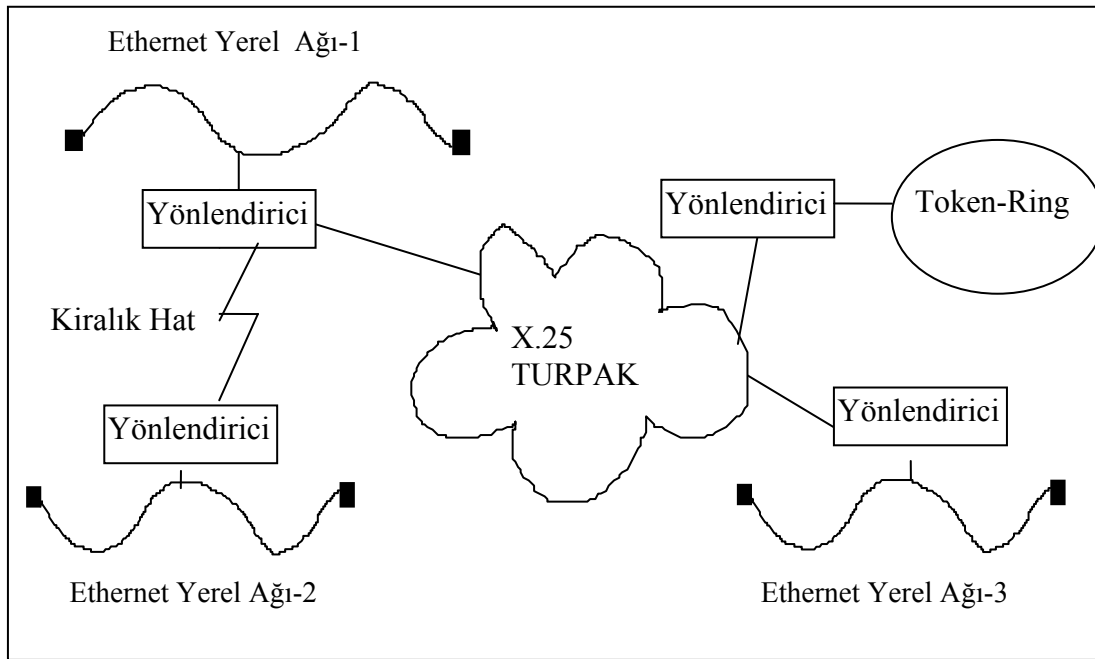 Ethernet Yerel Ağı-1
Yönlendirici
Yönlendirici
Token-Ring
Kiralık Hat
X.25
TURPAK
Yönlendirici
Yönlendirici
Ethernet Yerel Ağı-2
Ethernet Yerel Ağı-3